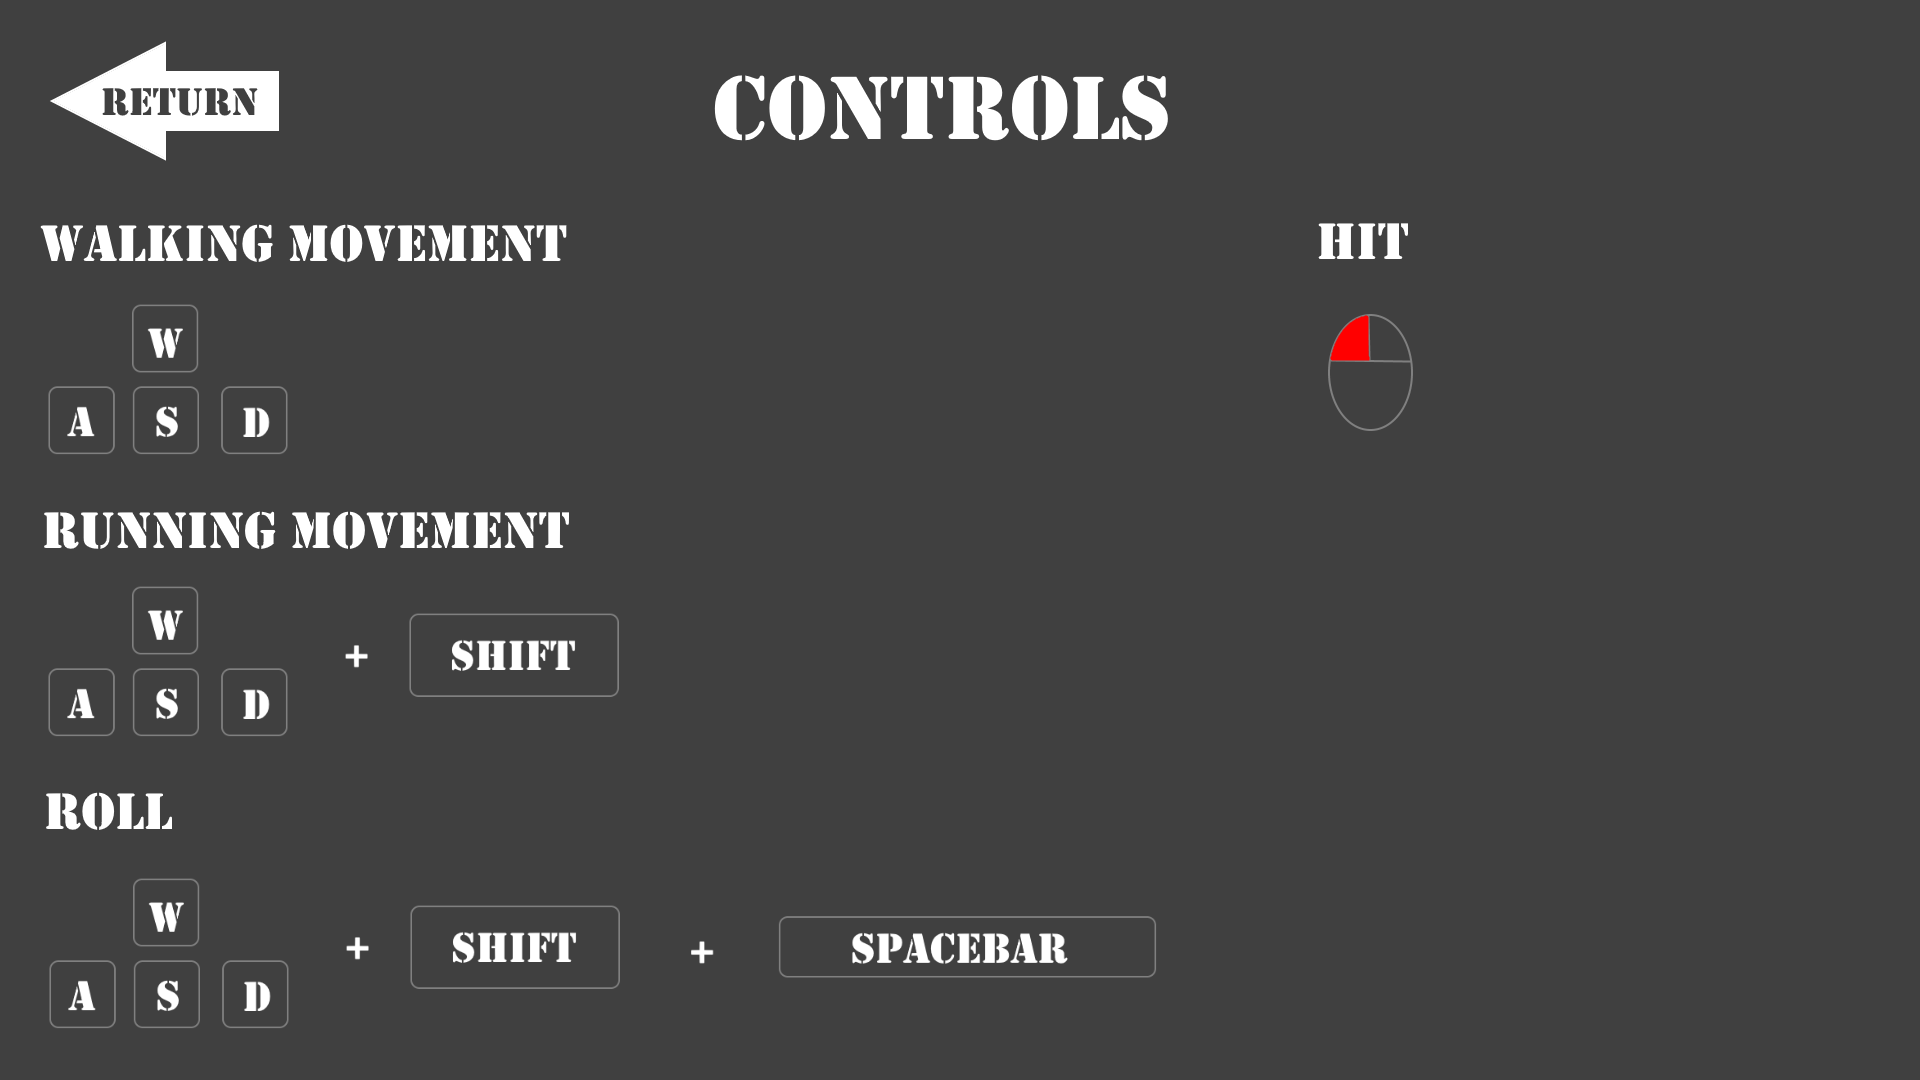 RETURN
CONTROLS
WALKING MOVEMENT
HIT
W
A S D
RUNNING MOVEMENT
W
A S D + SHIFT
ROLL
W
A S D + SHIFT + SPACEBAR